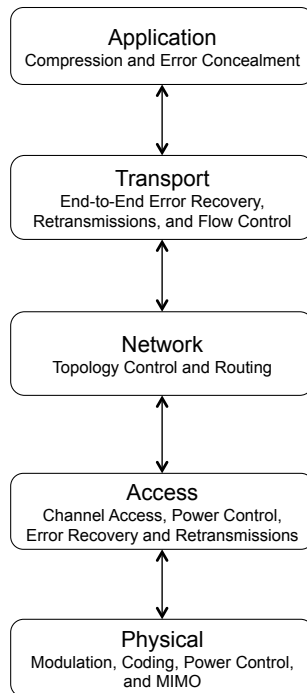 Application
Compression and Error Concealment
Transport
End-to-End Error Recovery,
Retransmissions, and Flow Control
Network
Topology Control and Routing
Access
Channel Access, Power Control,
Error Recovery and Retransmissions
Physical
Modulation, Coding, Power Control,
and MIMO